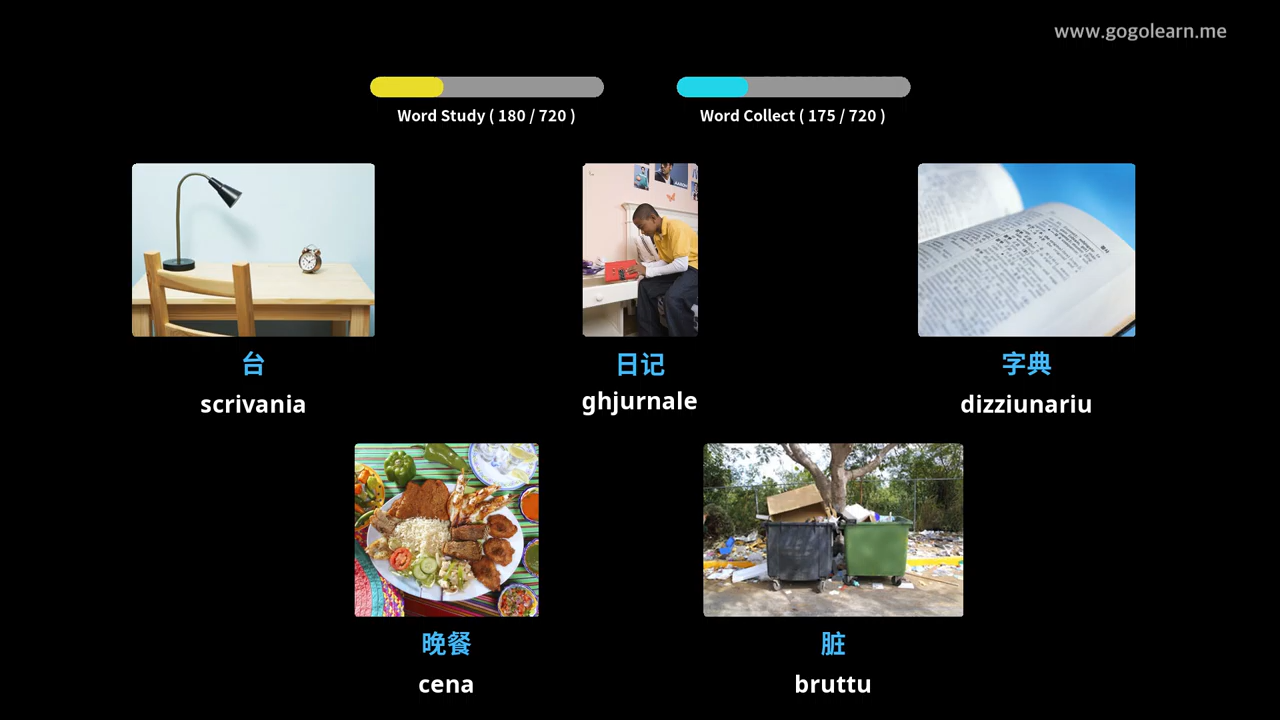 www.gogolearn.me
Word Study ( 180 / 720 )
Word Collect ( 175 / 720 )
台
scrivania
日记
ghjurnale
字典
dizziunariu
晚餐
cena
脏
bruttu